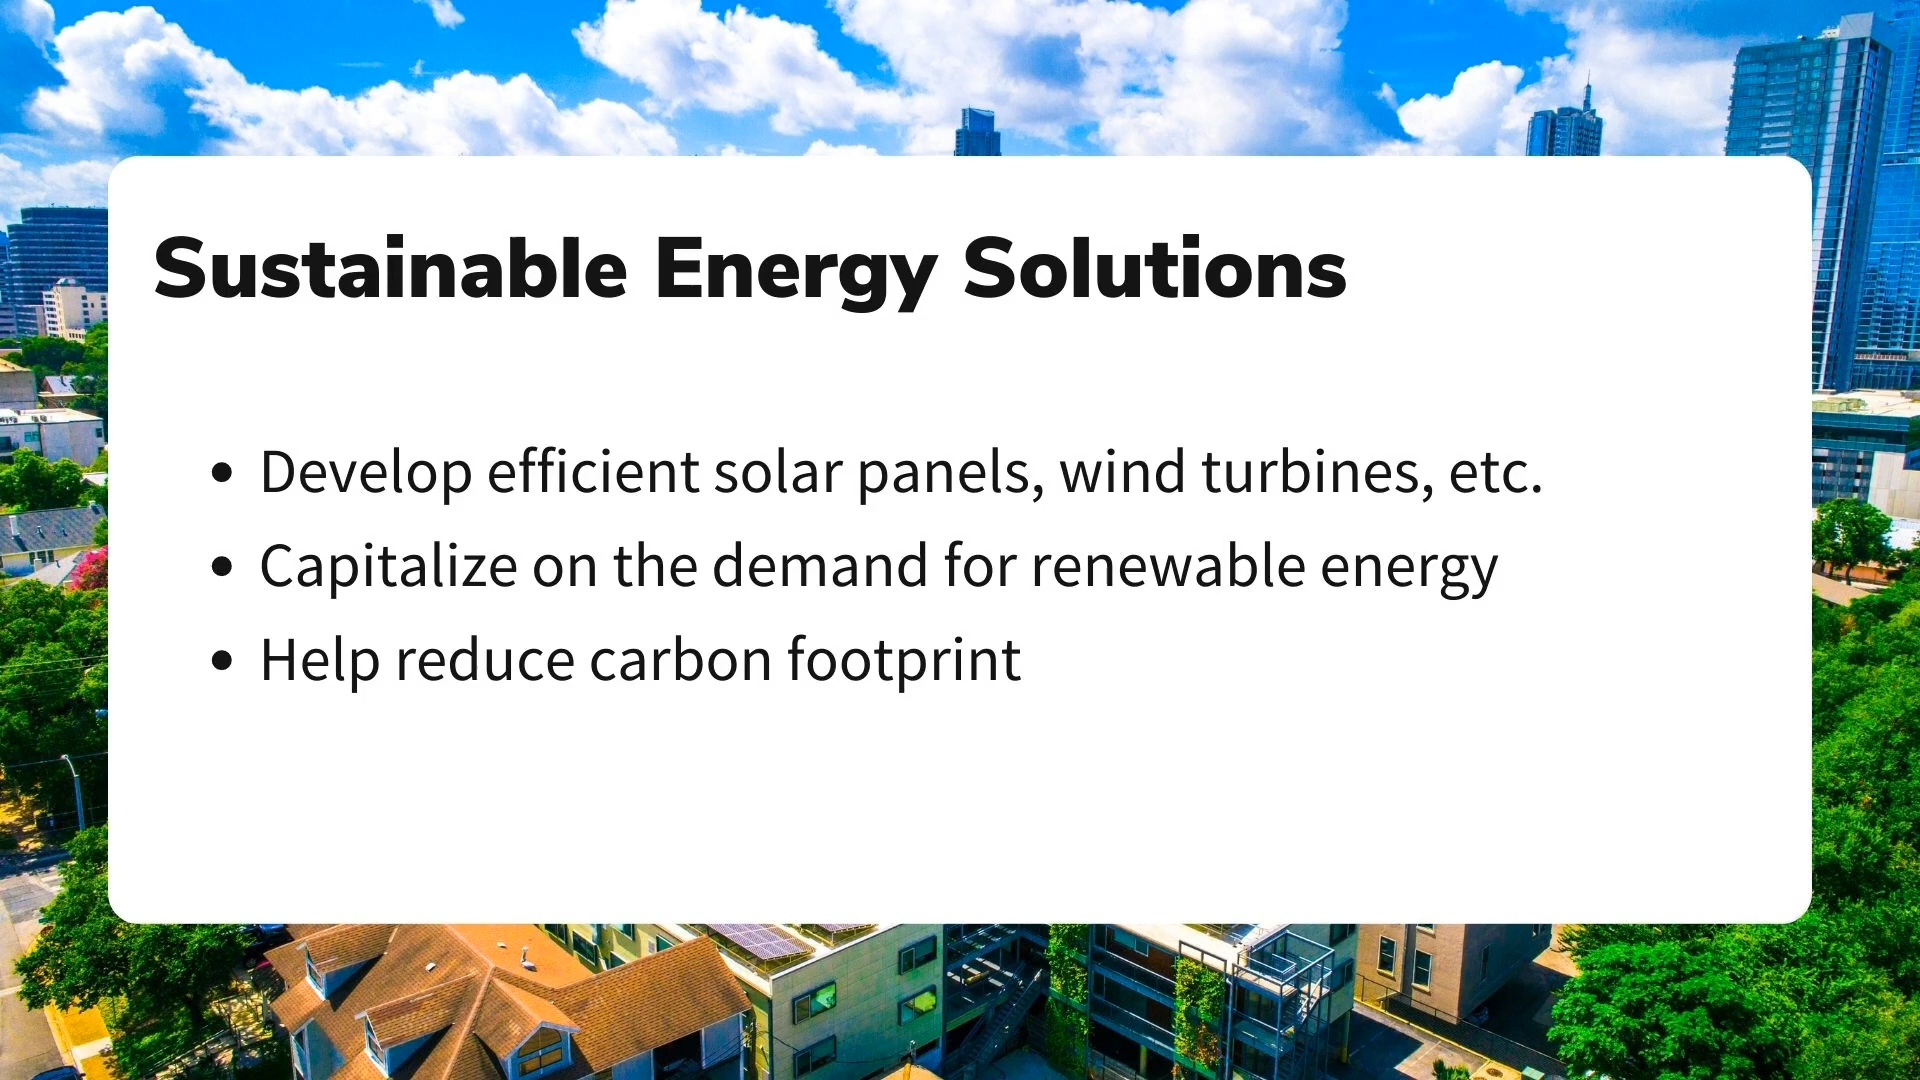 Sustainable Energy Solutions
• Develop efficient solar panels, wind turbines, etc.
• Capitalize on the demand for renewable energy
• Help reduce carbon footprint